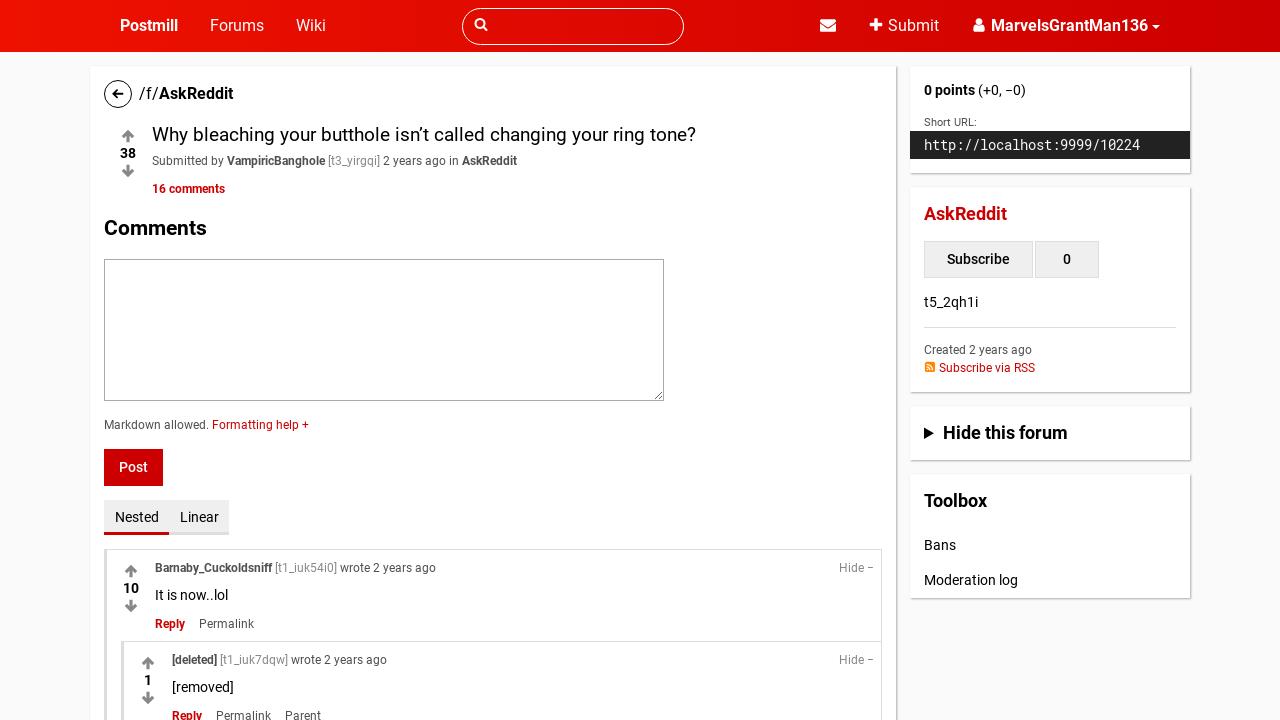 Postmill Forums Wiki Submit MarvelsGrantMan136
/f/AskReddit
38
Why bleaching your butthole isn’t called changing your ring tone?
Submitted by VampiricBanghole [t3_yirgqi] 2 years ago in AskReddit
16 comments
Comments
Markdown allowed. Formatting help +
Post
Nested Linear
10
Barnaby_Cuckoldsniff [t1_iuk54i0] wrote 2 years ago
Hide −
It is now..lol
Reply Permalink
1
[deleted] [t1_iuk7dqw] wrote 2 years ago
Hide −
[removed]
Reply Permalink Parent
0 points (+0, −0)
Short URL:
http://localhost:9999/10224
AskReddit
Subscribe 0
t5_2qh1i
Created 2 years ago
Subscribe via RSS
Hide this forum
Toolbox
Bans
Moderation log